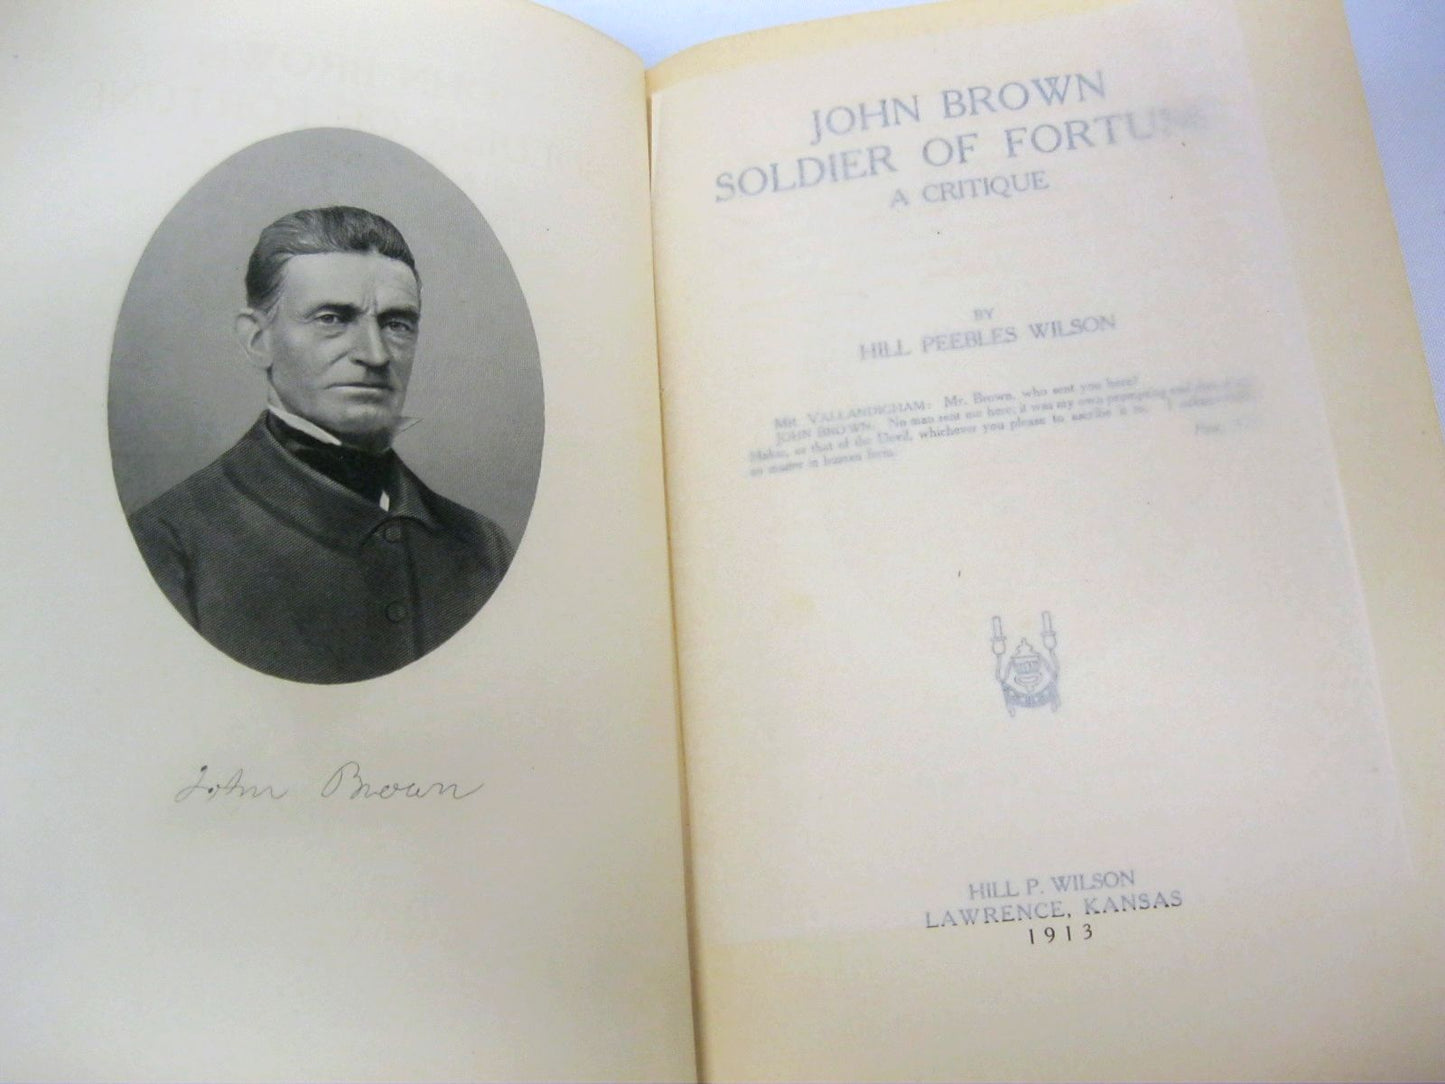 John Brown
JOHN BROWN
SOLDIER OF FORTUNE
A CRITIQUE
BY
HILL PEEBLES WILSON
MR. VALLANDIGHAM: Mr. Brown, who sent you here?
JOHN BROWN. No man sent me here; it was my own prompting and that of my
Maker, or that of the Devil, whichever you please to ascribe it to. I acknowledge
no master in human form.
HILL P. WILSON
LAWRENCE, KANSAS
1913